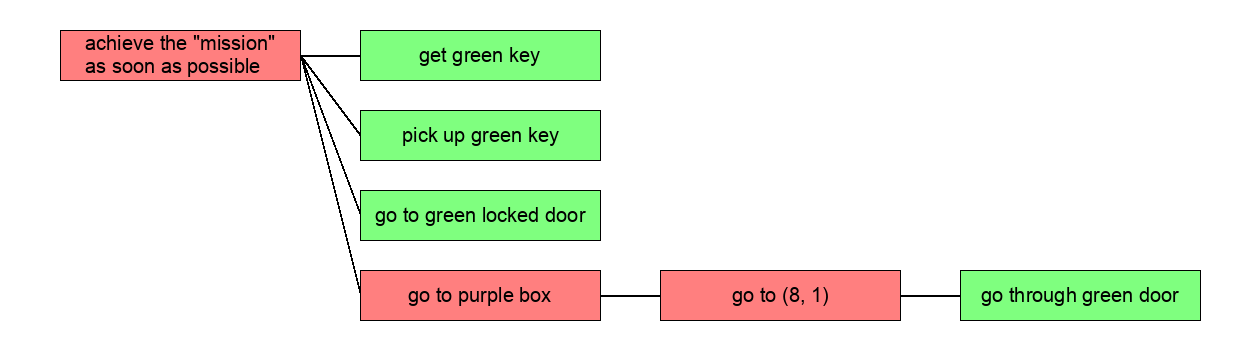 achieve the "mission"
as soon as possible
get green key
pick up green key
go to green locked door
go to purple box
go to (8, 1)
go through green door